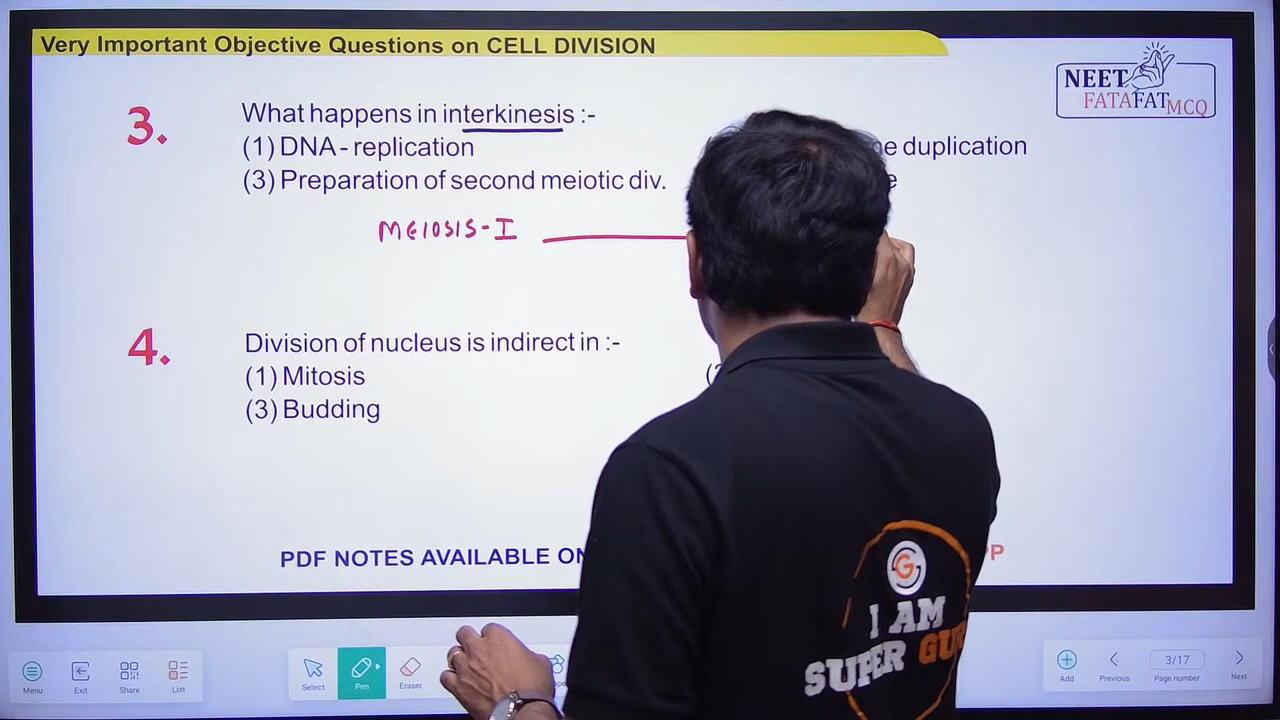 Very Important Objective Questions on CELL DIVISION
NEET
FATAFAT MCQ
3.
What happens in interkinesis :-
(1) DNA - replication
duplication
(3) Preparation of second meiotic div.
MEIOSIS - I
4.
Division of nucleus is indirect in :-
(1) Mitosis
(3) Budding
PDF NOTES AVAILABLE
I AM
SUPER
Menu
Exit
Share
List
Select
Pen
Eraser
Add
Previous
3/17
Page number
Next